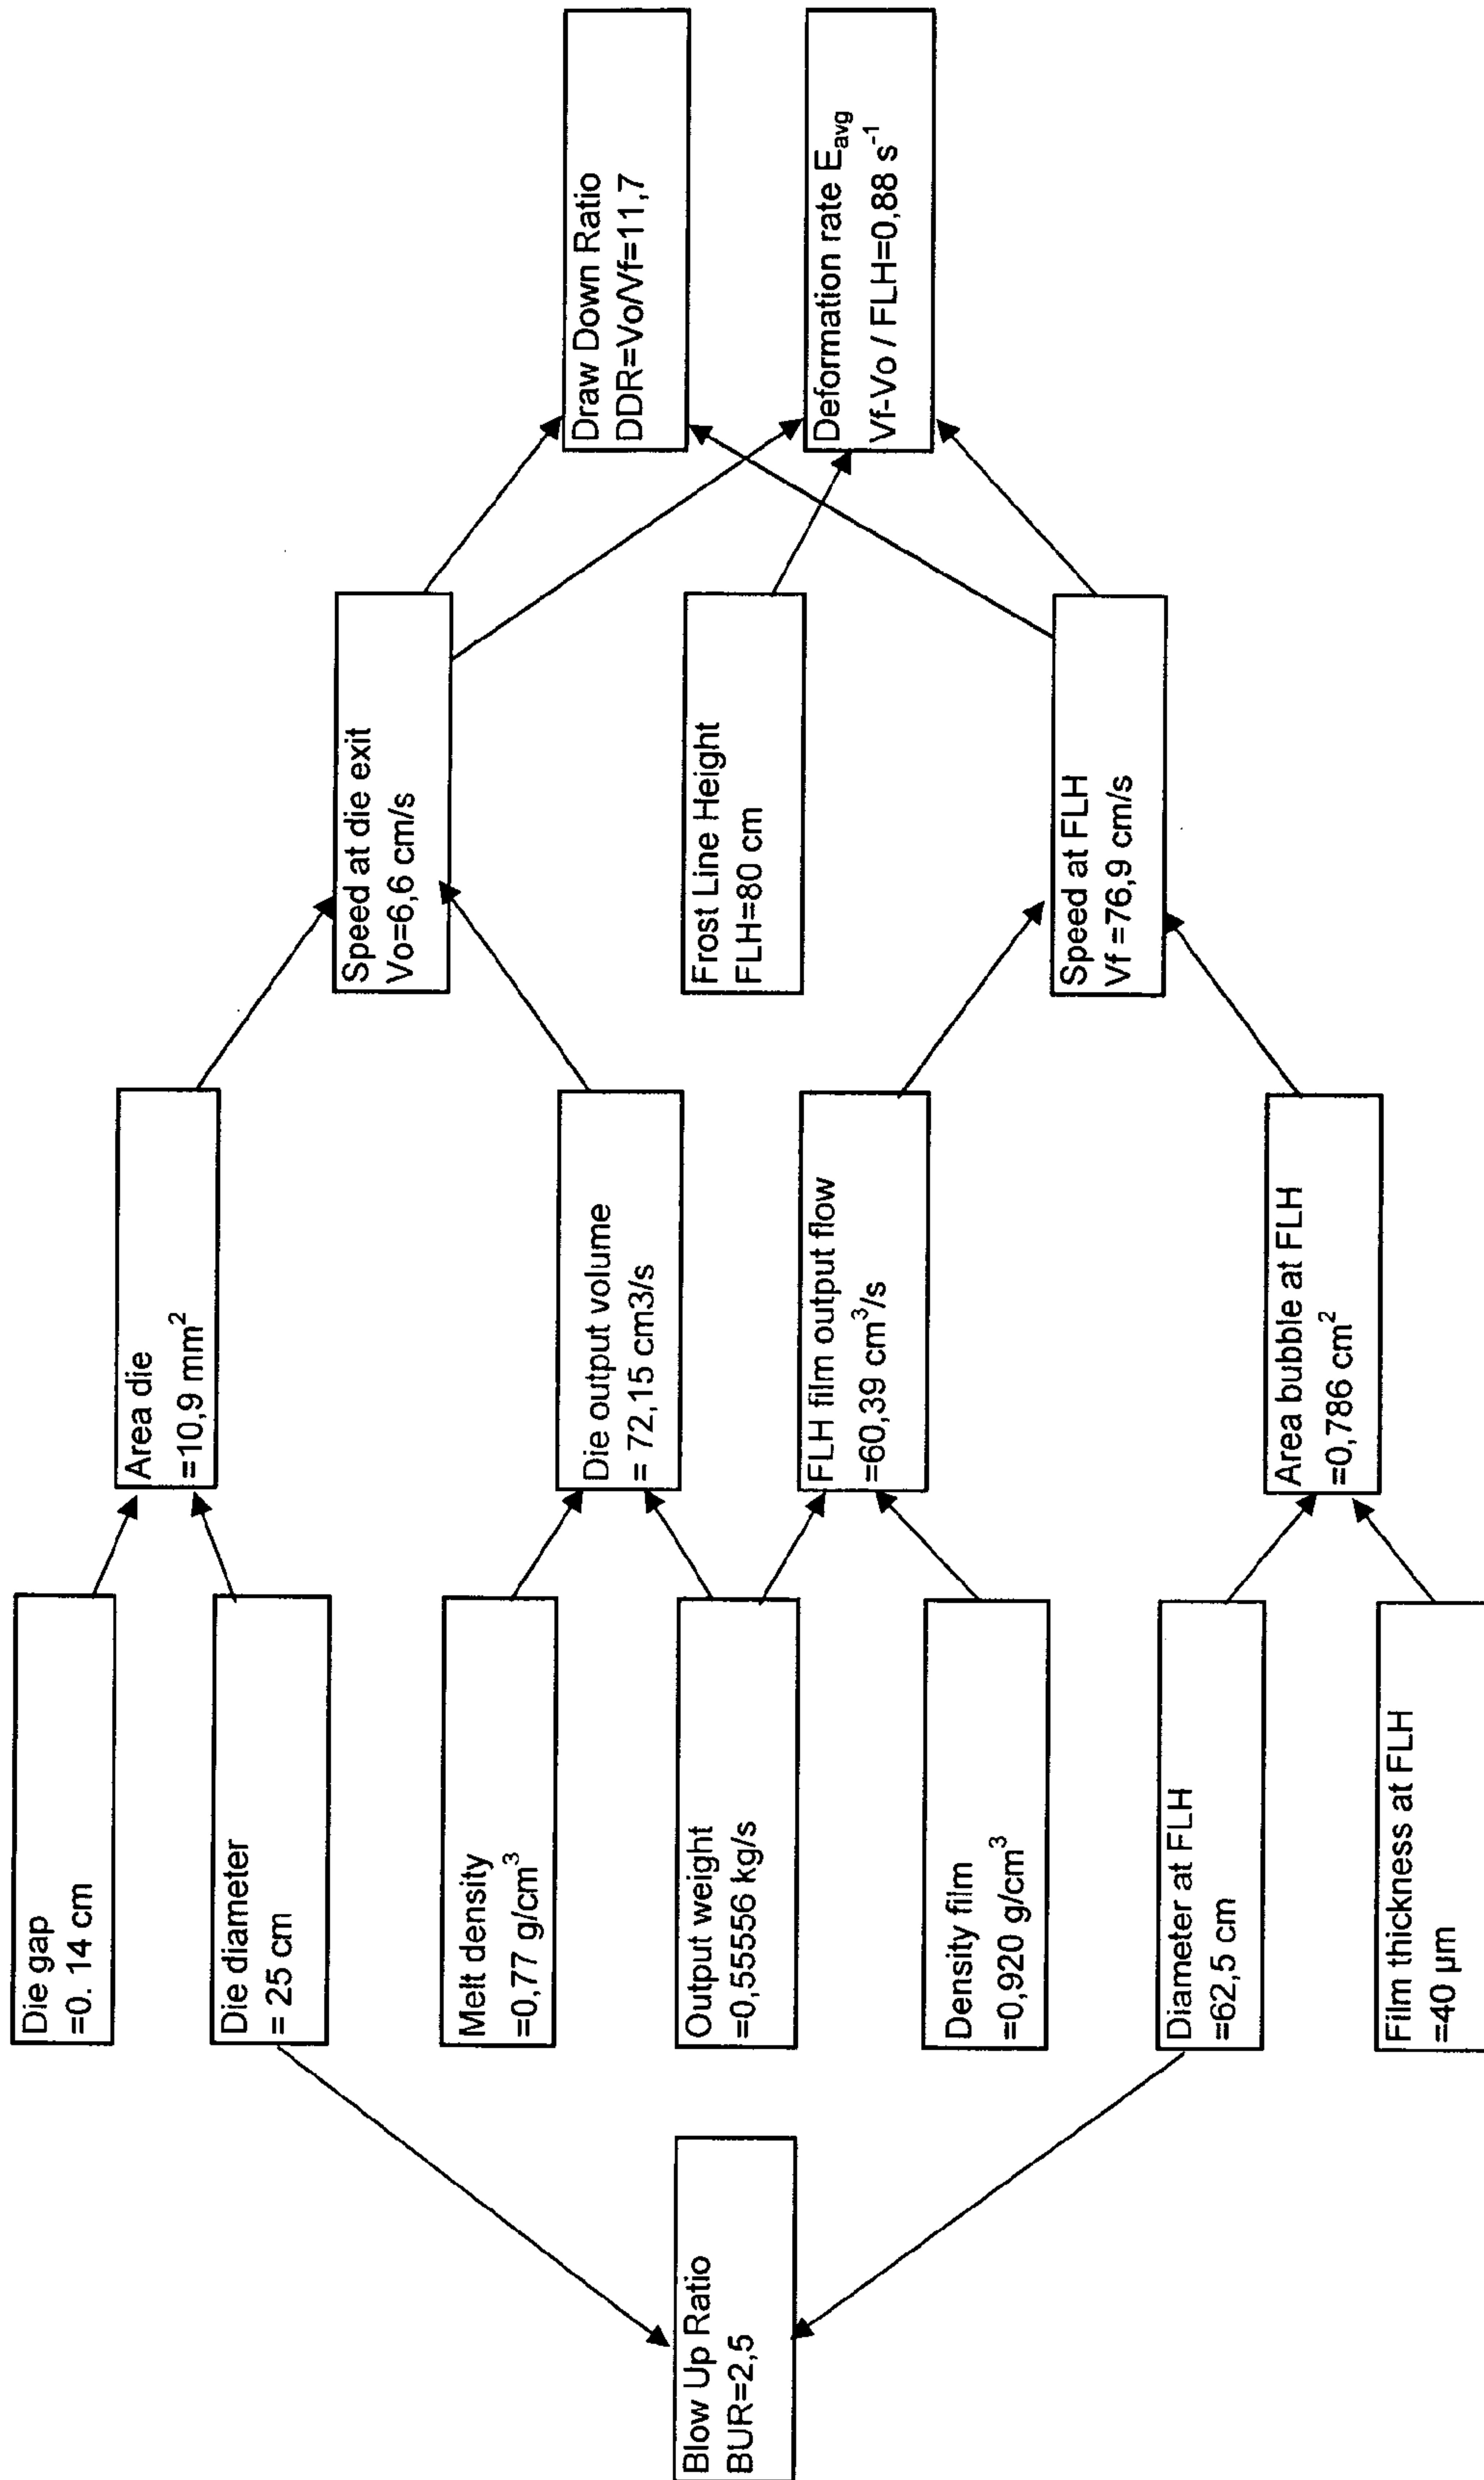 Blow Up Ratio
BUR=2,5
Die gap
=0. 14 cm
Die diameter
= 25 cm
Melt density
=0,77 g/cm³
Output weight
=0,55556 kg/s
Density film
=0,920 g/cm³
Diameter at FLH
=62,5 cm
Film thickness at FLH
=40 µm
Area die
=10,9 mm²
Die output volume
= 72,15 cm3/s
FLH film output flow
=60,39 cm³/s
Area bubble at FLH
=0,786 cm²
Speed at die exit
Vo=6,6 cm/s
Frost Line Height
FLH=80 cm
Speed at FLH
Vf =76,9 cm/s
Draw Down Ratio
DDR=Vo/Vf=11,7
Deformation rate Eavg
Vf-Vo / FLH=0,88 s⁻¹